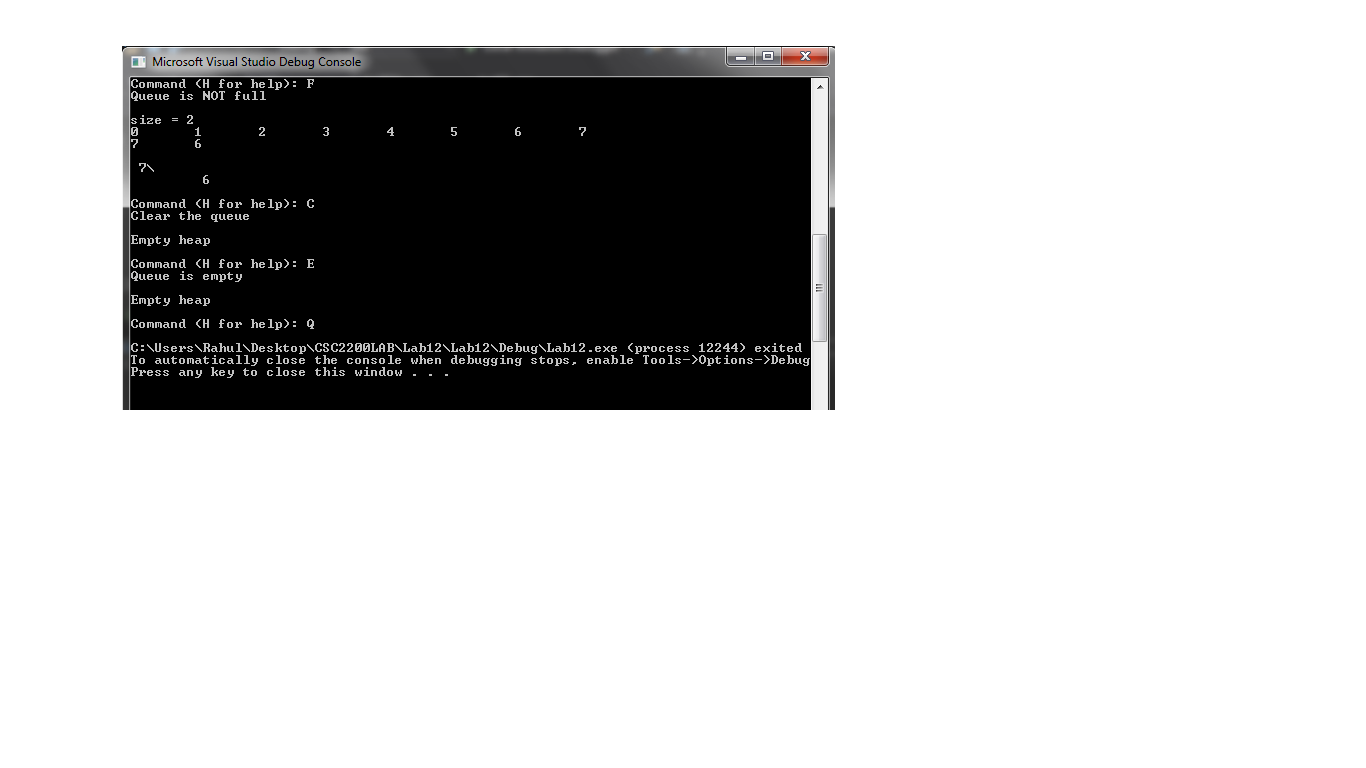 Microsoft Visual Studio Debug Console
Command (H for help): F
Queue is NOT full
size = 2
0 1 2 3 4 5 6 7
7 6
7\
6
Command (H for help): C
Clear the queue
Empty heap
Command (H for help): E
Queue is empty
Empty heap
Command (H for help): Q
C:\Users\Rahul\Desktop\CSC2200LAB\Lab12\Lab12\Debug\Lab12.exe (process 12244) exited
To automatically close the console when debugging stops, enable Tools->Options->Debug
Press any key to close this window . . .